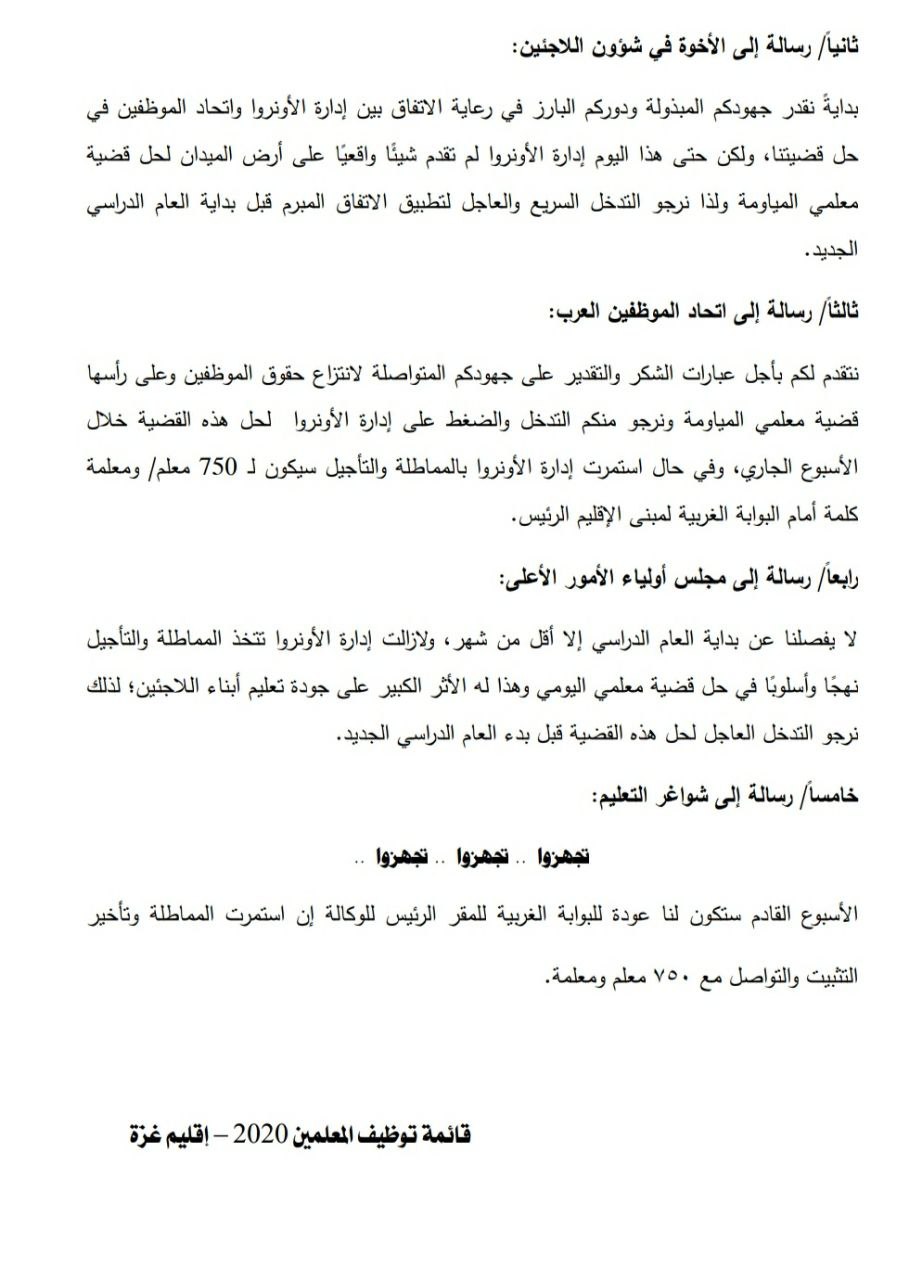 ثانياً/ رسالة إلى الأخوة في شؤون اللاجئين:
بدايةً نقدر جهودكم المبذولة ودوركم البارز في رعاية الاتفاق بين إدارة الأونروا واتحاد الموظفين في
حل قضيتنا، ولكن حتى هذا اليوم إدارة الأونروا لم تقدم شيئًا واقعيًا على أرض الميدان لحل قضية
معلمي المياومة ولذا نرجو التدخل السريع والعاجل لتطبيق الاتفاق المبرم قبل بداية العام الدراسي
الجديد.
ثالثاً/ رسالة إلى اتحاد الموظفين العرب:
نتقدم لكم بأجل عبارات الشكر والتقدير على جهودكم المتواصلة لانتزاع حقوق الموظفين وعلى رأسها
قضية معلمي المياومة ونرجو منكم التدخل والضغط على إدارة الأونروا لحل هذه القضية خلال
الأسبوع الجاري، وفي حال استمرت إدارة الأونروا بالمماطلة والتأجيل سيكون لـ 750 معلم/ ومعلمة
كلمة أمام البوابة الغربية لمبنى الإقليم الرئيس.
رابعاً/ رسالة إلى مجلس أولياء الأمور الأعلى:
لا يفصلنا عن بداية العام الدراسي إلا أقل من شهر، ولازالت إدارة الأونروا تتخذ المماطلة والتأجيل
نهجًا وأسلوبًا في حل قضية معلمي اليومي وهذا له الأثر الكبير على جودة تعليم أبناء اللاجئين؛ لذلك
نرجو التدخل العاجل لحل هذه القضية قبل بدء العام الدراسي الجديد.
خامساً/ رسالة إلى شواغر التعليم:
تجهزوا .. تجهزوا .. تجهزوا ..
الأسبوع القادم ستكون لنا عودة للبوابة الغربية للمقر الرئيس للوكالة إن استمرت المماطلة وتأخير
التثبيت والتواصل مع ٧٥٠ معلم ومعلمة.
قائمة توظيف المعلمين 2020 – إقليم غزة